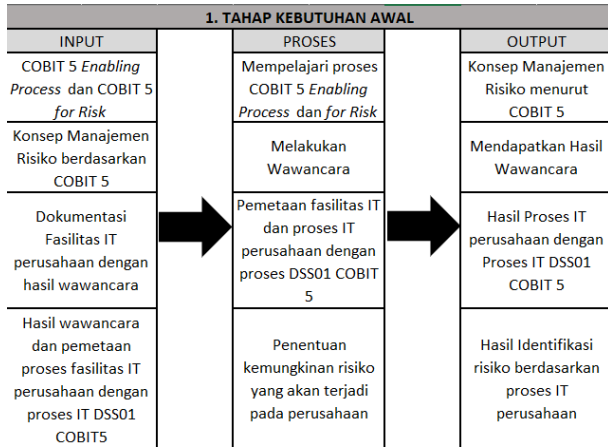 1. TAHAP KEBUTUHAN AWAL
INPUT
PROSES
OUTPUT
COBIT 5 Enabling
Process dan COBIT 5
for Risk
Mempelajari proses
COBIT 5 Enabling
Process dan for Risk
Konsep Manajemen
Risiko menurut
COBIT 5
Konsep Manajemen
Risiko berdasarkan
COBIT 5
Melakukan
Wawancara
Mendapatkan Hasil
Wawancara
Dokumentasi
Fasilitas IT
perusahaan dengan
hasil wawancara
Pemetaan fasilitas IT
dan proses IT
perusahaan dengan
proses DSS01 COBIT
5
Hasil Proses IT
perusahaan dengan
Proses IT DSS01
COBIT 5
Hasil wawancara
dan pemetaan
proses fasilitas IT
perusahaan dengan
proses IT DSS01
COBIT5
Penentuan
kemungkinan risiko
yang akan terjadi
pada perusahaan
Hasil Identifikasi
risiko berdasarkan
proses IT
perusahaan